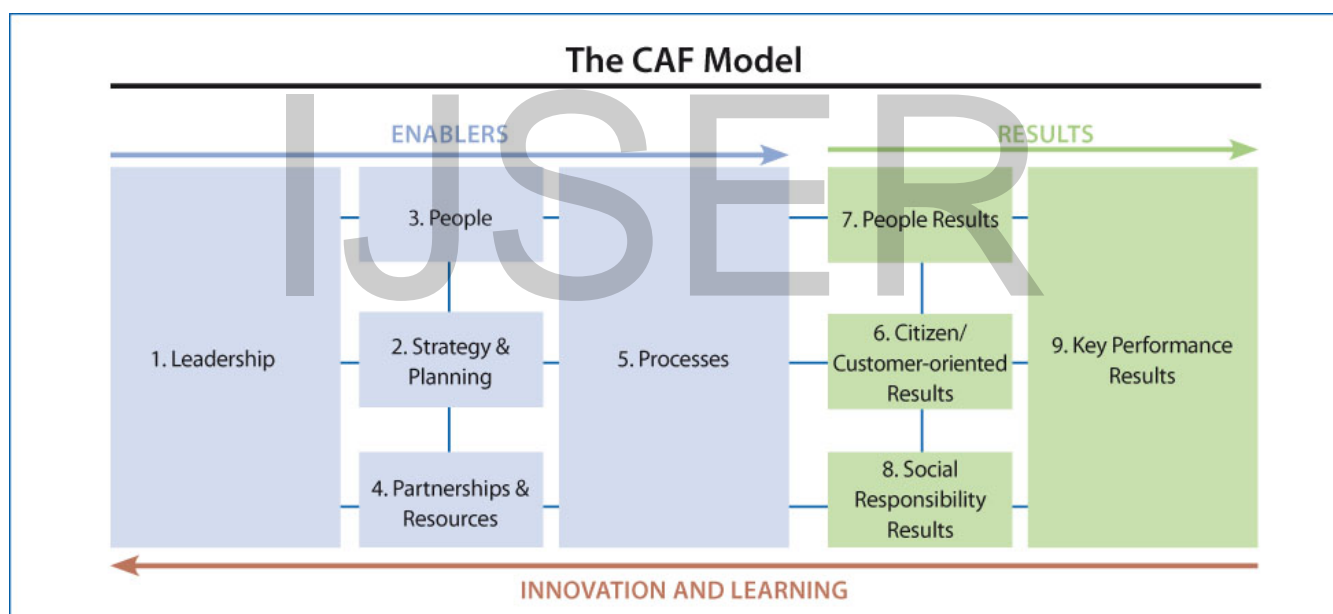 The CAF Model
IJSER
ENABLERS
RESULTS
1. Leadership
3. People
2. Strategy &
Planning
4. Partnerships &
Resources
5. Processes
7. People Results
6. Citizen/
Customer-oriented
Results
8. Social
Responsibility
Results
9. Key Performance
Results
INNOVATION AND LEARNING